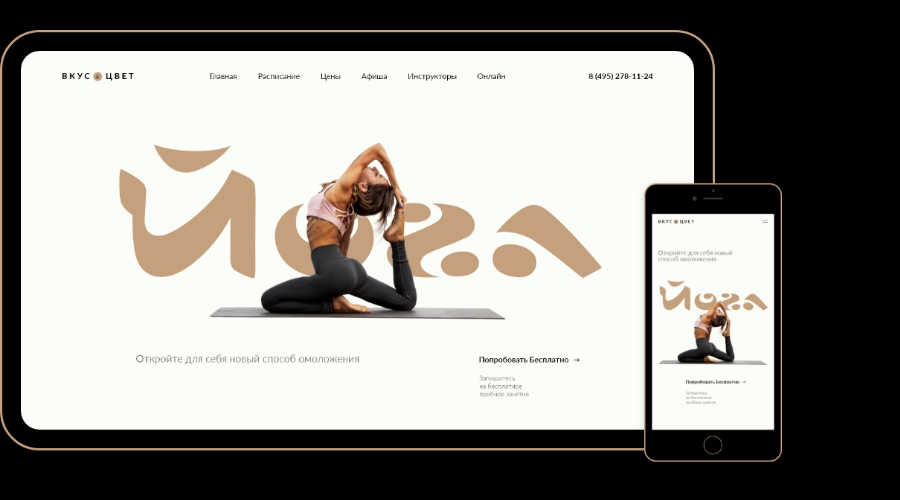 ВКУС ЦВЕТ
Главная Расписание Цены Афиша Инструкторы Онлайн
8 (495) 278-11-24
Йога
Откройте для себя новый способ омоложения
Попробовать Бесплатно →
Запишитесь
на бесплатное
пробное занятие
ВКУС ЦВЕТ
Откройте для себя новый
способ омоложения
Йога
Попробовать Бесплатно →
Запишитесь
на бесплатное
пробное занятие